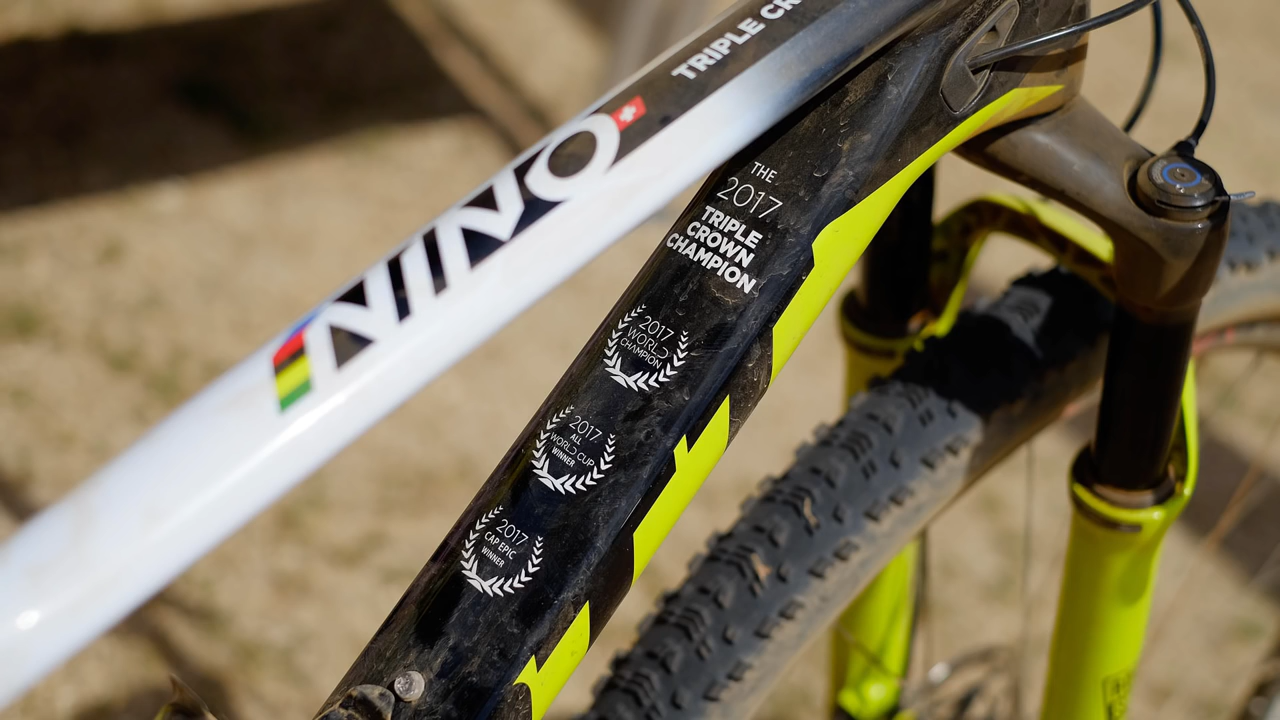 TRIPLE CR
NINO
THE
2017
TRIPLE
CROWN
CHAMPION
2017
WORLD
CHAMPION
2017
ALL
WORLD CUP
WINNER
2017
CAP EPIC
WINNER